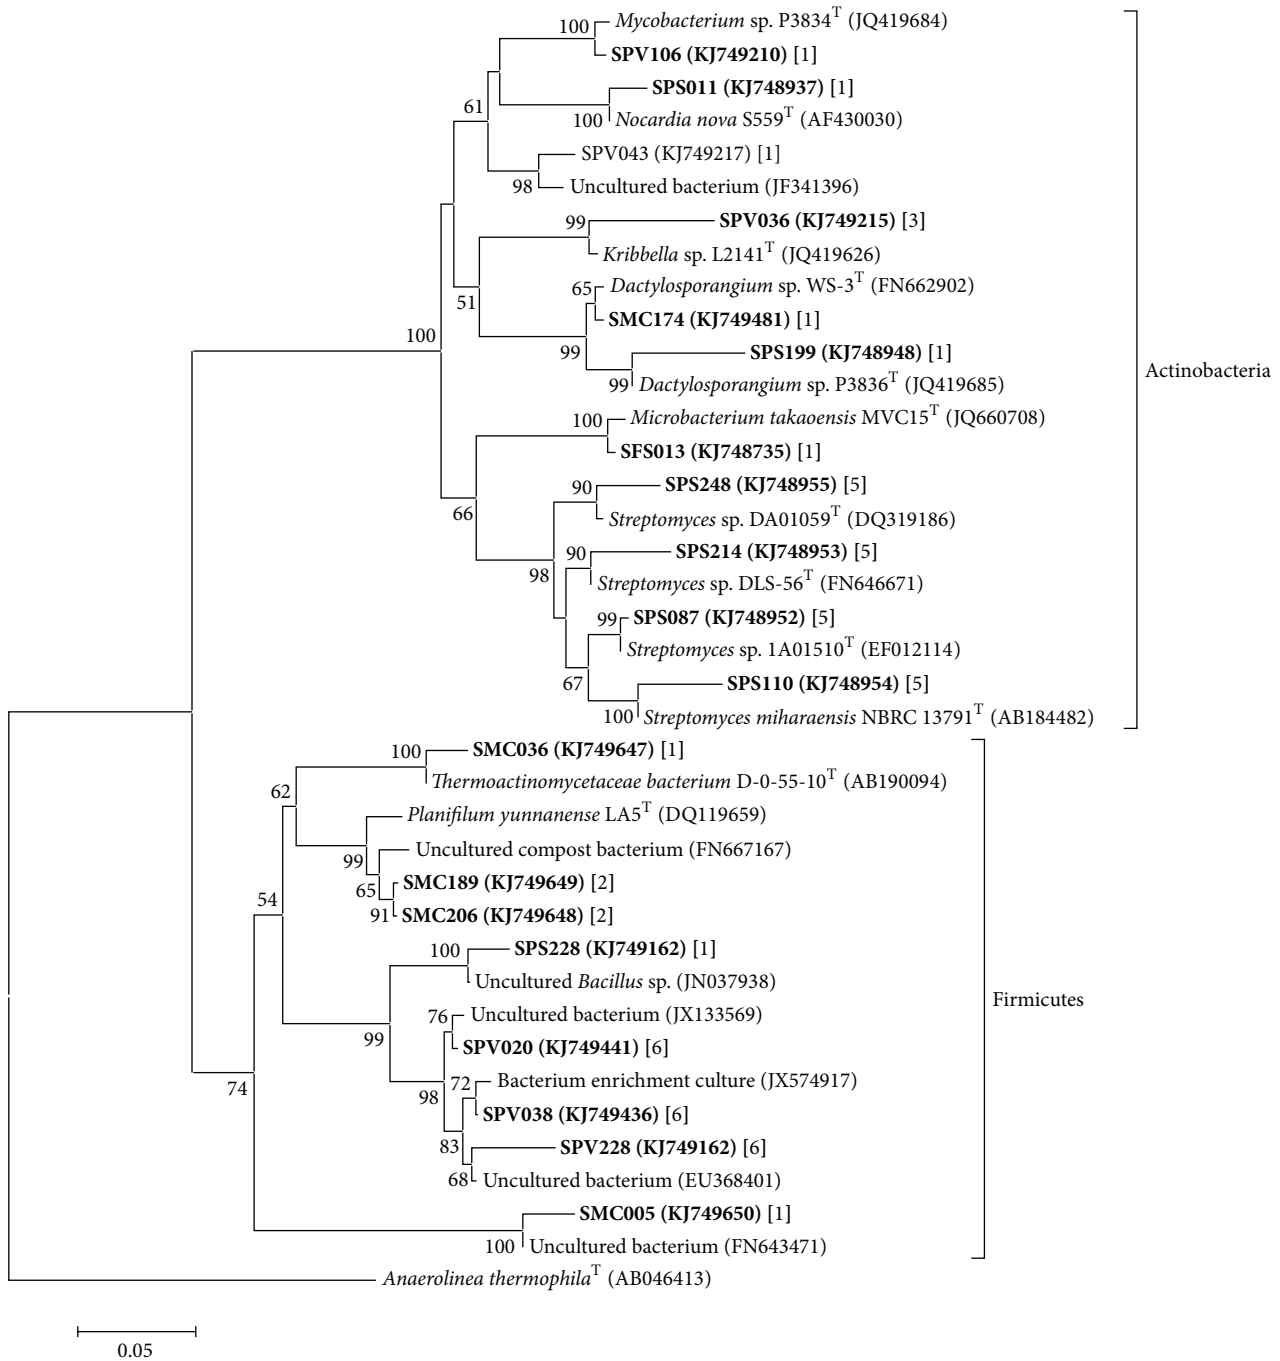 100
Mycobacterium sp. P3834T (JQ419684)
SPV106 (KJ749210) [1]
SPS011 (KJ748937) [1]
61
100
Nocardia nova S559T (AF430030)
SPV043 (KJ749217) [1]
98
Uncultured bacterium (JF341396)
99
SPV036 (KJ749215) [3]
Kribbella sp. L2141T (JQ419626)
51
65
Dactylosporangium sp. WS-3T (FN662902)
SMC174 (KJ749481) [1]
100
99
SPS199 (KJ748948) [1]
99
Dactylosporangium sp. P3836T (JQ419685)
Actinobacteria
100
Microbacterium takaoensis MVC15T (JQ660708)
SFS013 (KJ748735) [1]
66
90
SPS248 (KJ748955) [5]
Streptomyces sp. DA01059T (DQ319186)
98
90
SPS214 (KJ748953) [5]
Streptomyces sp. DLS-56T (FN646671)
99
SPS087 (KJ748952) [5]
Streptomyces sp. 1A01510T (EF012114)
67
SPS110 (KJ748954) [5]
100
Streptomyces miharaensis NBRC 13791T (AB184482)
100
SMC036 (KJ749647) [1]
Thermoactinomycetaceae bacterium D-0-55-10T (AB190094)
62
Planifilum yunnanense LA5T (DQ119659)
99
Uncultured compost bacterium (FN667167)
65
SMC189 (KJ749649) [2]
54
91
SMC206 (KJ749648) [2]
100
SPS228 (KJ749162) [1]
Uncultured Bacillus sp. (JN037938)
Firmicutes
76
Uncultured bacterium (JX133569)
99
SPV020 (KJ749441) [6]
74
98
72
Bacterium enrichment culture (JX574917)
SPV038 (KJ749436) [6]
83
SPV228 (KJ749162) [6]
68
Uncultured bacterium (EU368401)
SMC005 (KJ749650) [1]
100
Uncultured bacterium (FN643471)
Anaerolinea thermophilaT (AB046413)
0.05